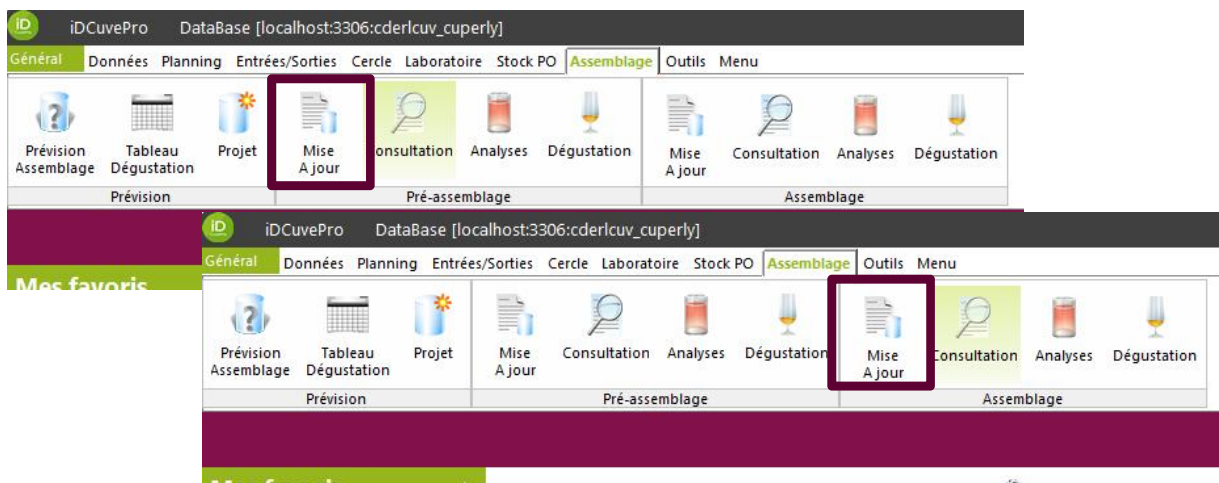 iD iDCuvePro DataBase [localhost:3306:cderlcuv_cuperly]
Général Données Planning Entrées/Sorties Cercle Laboratoire Stock PO Assemblage Outils Menu
Prévision Tableau Projet Mise Consultation Analyses Dégustation Mise Consultation Analyses Dégustation
Assemblage Dégustation A jour A jour
Prévision Pré-assemblage Assemblage
Mes favoris
iD iDCuvePro DataBase [localhost:3306:cderlcuv_cuperly]
Général Données Planning Entrées/Sorties Cercle Laboratoire Stock PO Assemblage Outils Menu
Prévision Tableau Projet Mise Consultation Analyses Dégustation Mise Consultation Analyses Dégustation
Assemblage Dégustation A jour A jour
Prévision Pré-assemblage Assemblage